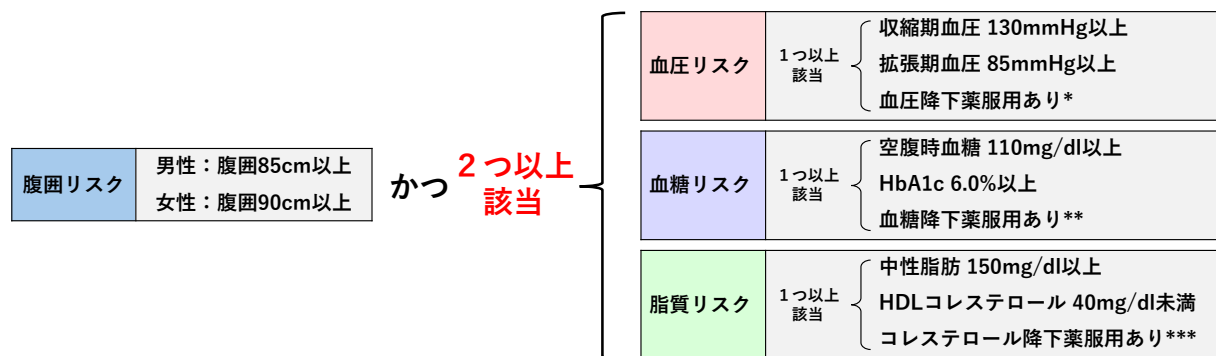 腹囲リスク
男性：腹囲85cm以上
女性：腹囲90cm以上
かつ
２つ以上
該当
血圧リスク
１つ以上
該当
収縮期血圧 130mmHg以上
拡張期血圧 85mmHg以上
血圧降下薬服用あり*
血糖リスク
１つ以上
該当
空腹時血糖 110mg/dl以上
HbA1c 6.0%以上
血糖降下薬服用あり**
脂質リスク
１つ以上
該当
中性脂肪 150mg/dl以上
HDLコレステロール 40mg/dl未満
コレステロール降下薬服用あり***